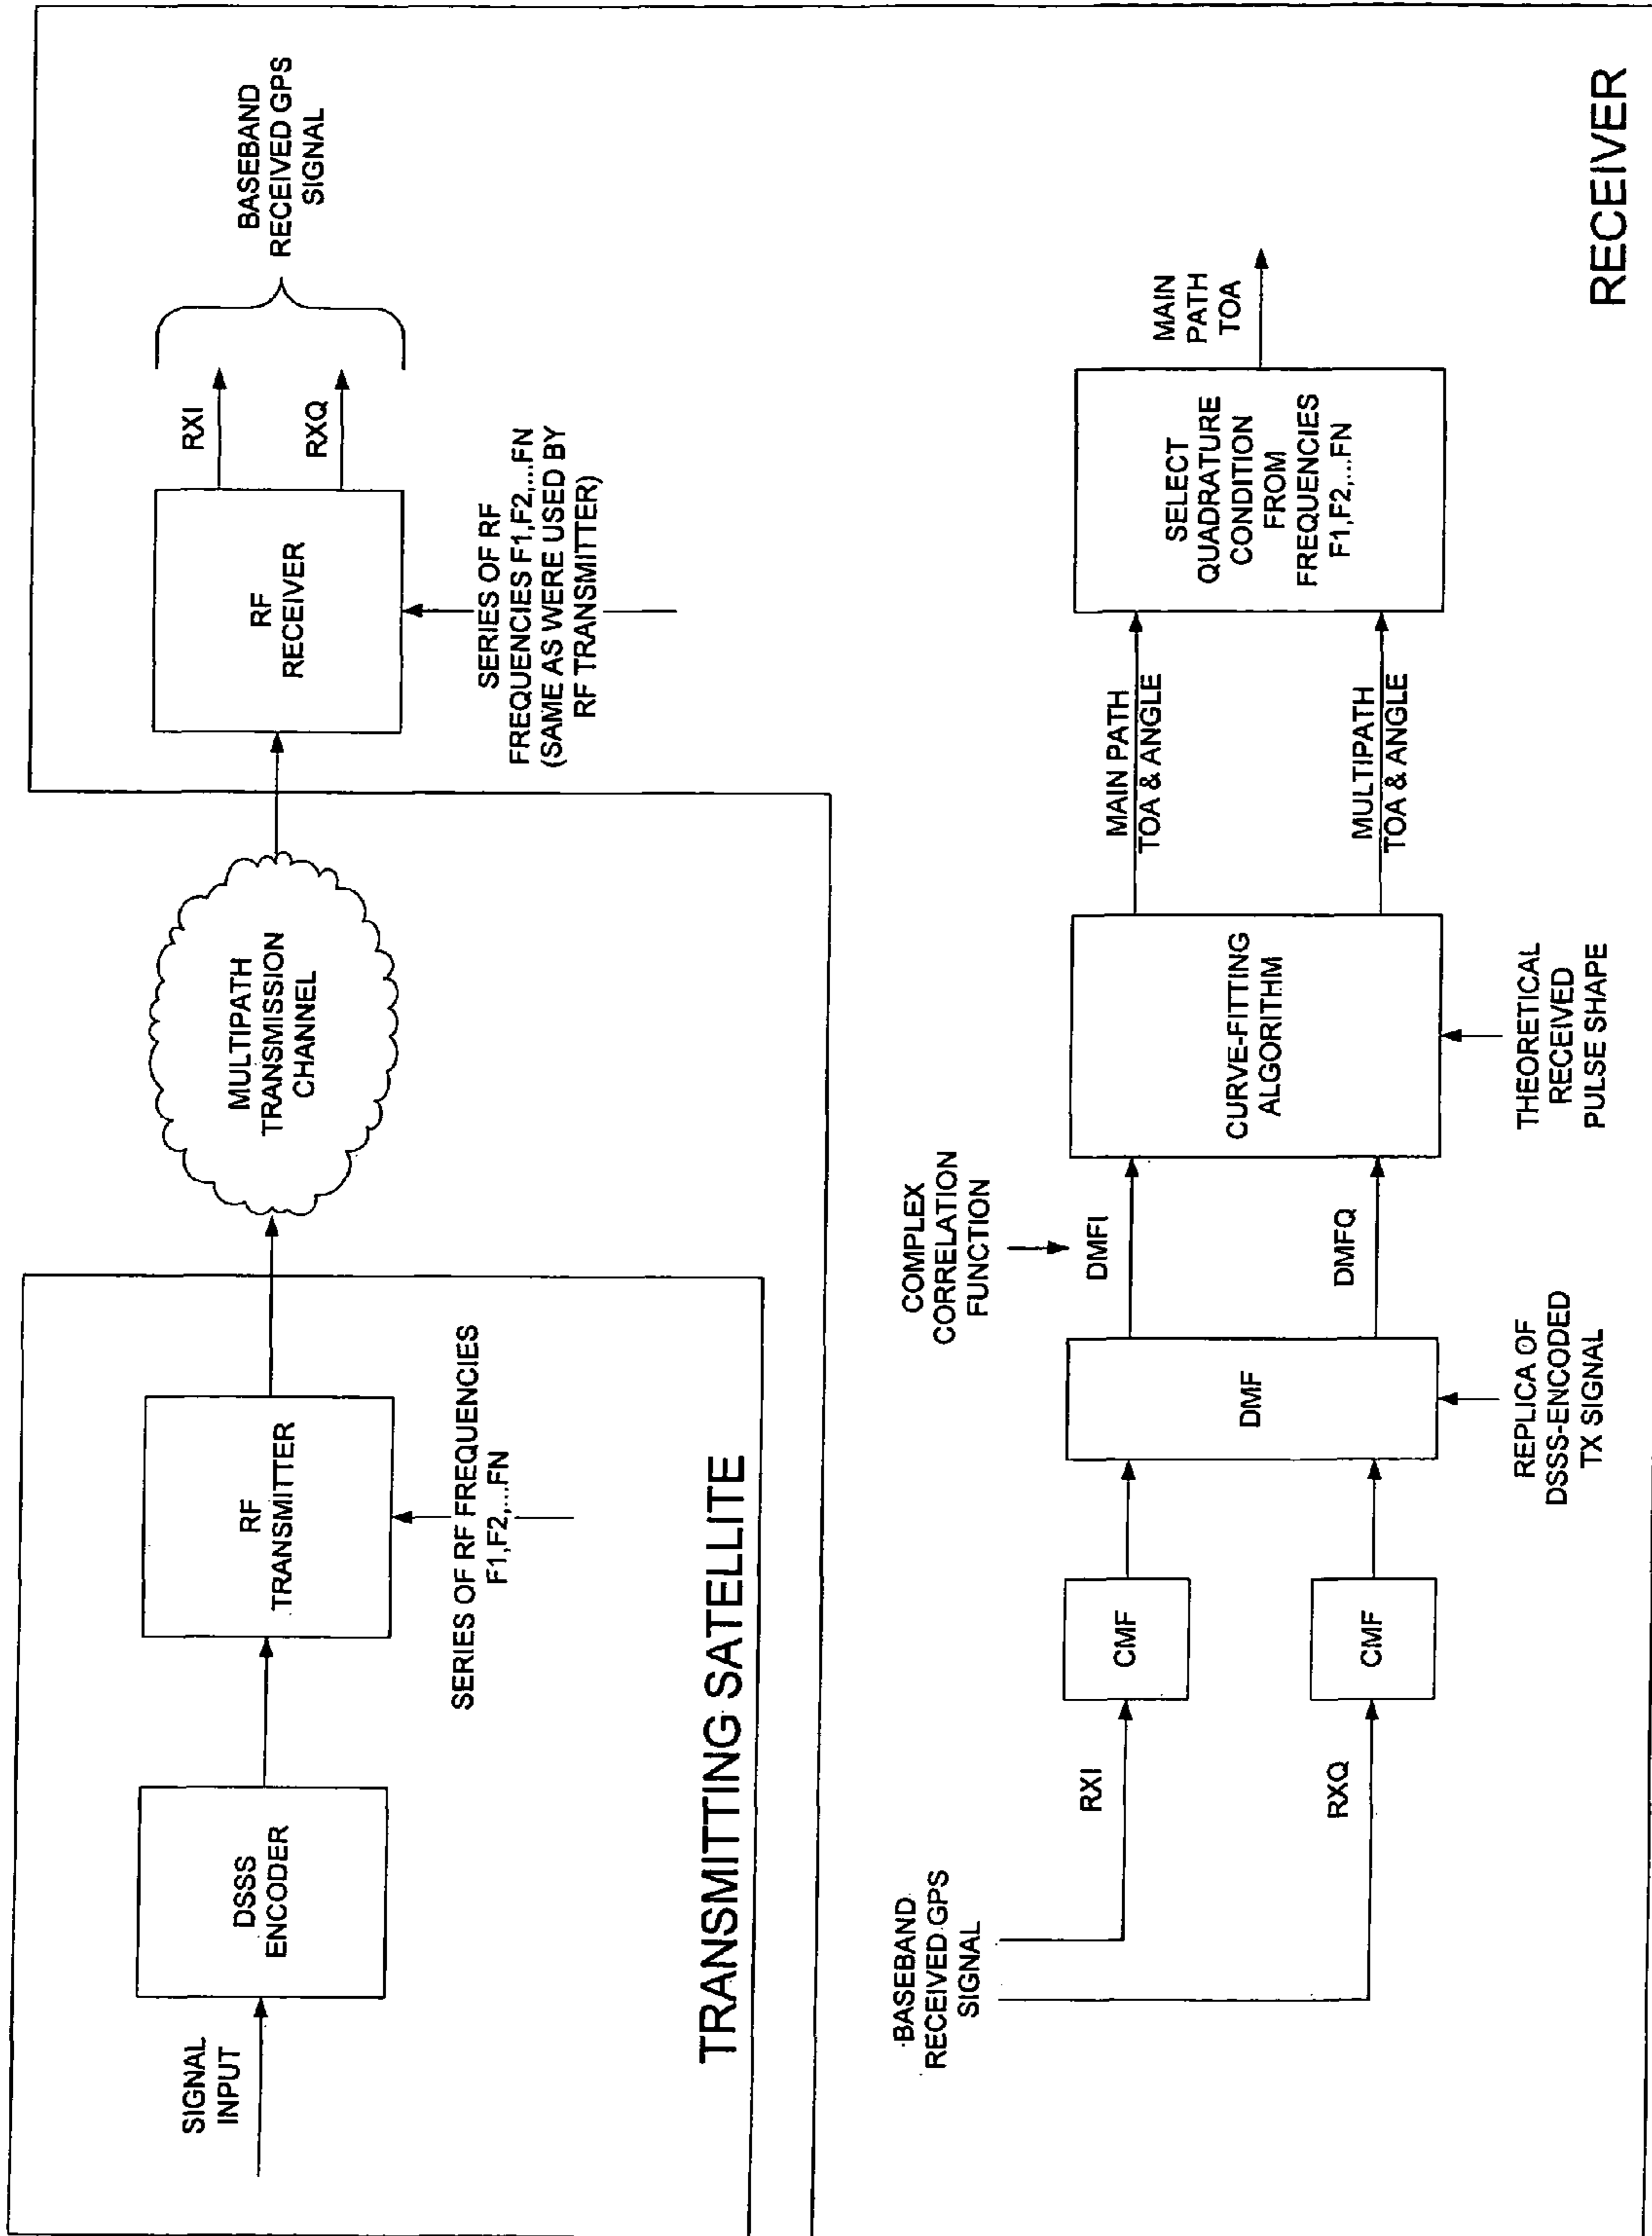 SIGNAL
INPUT
DSSS
ENCODER
RF
TRANSMITTER
SERIES OF RF FREQUENCIES
F1,F2,...FN
TRANSMITTING SATELLITE
MULTIPATH
TRANSMISSION
CHANNEL
RF
RECEIVER
SERIES OF RF
FREQUENCIES F1,F2,...FN
(SAME AS WERE USED BY
RF TRANSMITTER)
RXI
RXQ
BASEBAND
RECEIVED GPS
SIGNAL
BASEBAND
RECEIVED GPS
SIGNAL
RXI
RXQ
CMF
CMF
DMF
REPLICA OF
DSSS-ENCODED
TX SIGNAL
COMPLEX
CORRELATION
FUNCTION
DMFI
DMFQ
CURVE-FITTING
ALGORITHM
THEORETICAL
RECEIVED
PULSE SHAPE
MAIN PATH
TOA & ANGLE
MULTIPATH
TOA & ANGLE
SELECT
QUADRATURE
CONDITION
FROM
FREQUENCIES
F1,F2,...FN
MAIN
PATH
TOA
RECEIVER